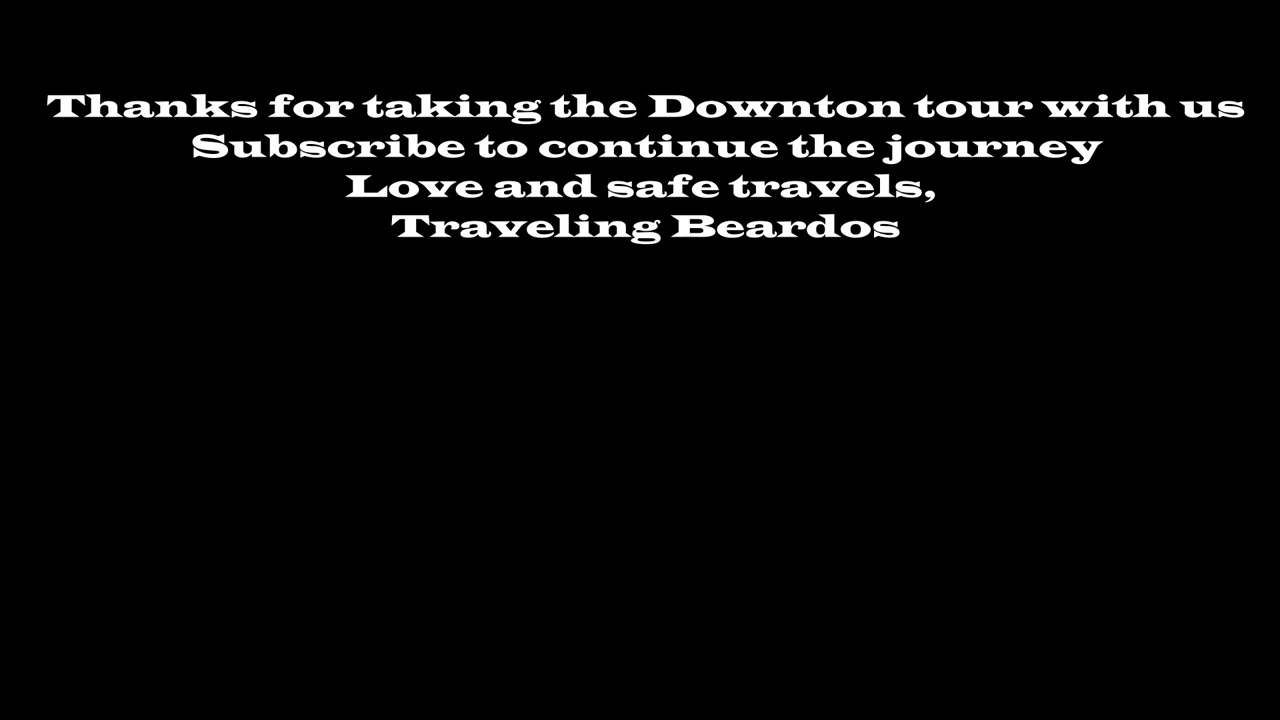 Thanks for taking the Downton tour with us
Subscribe to continue the journey
Love and safe travels,
Traveling Beardos